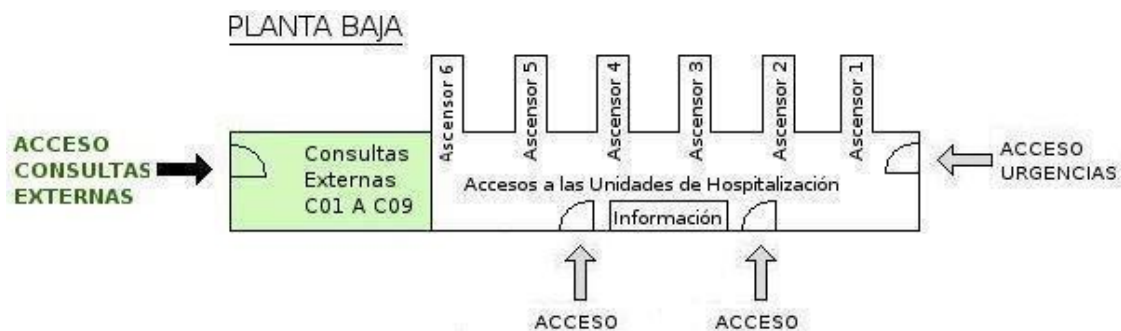 PLANTA BAJA
Ascensor 6
Ascensor 5
Ascensor 4
Ascensor 3
Ascensor 2
Ascensor 1
ACCESO
CONSULTAS
EXTERNAS
Consultas
Externas
C01 A C09
Accesos a las Unidades de Hospitalización
Información
ACCESO
URGENCIAS
ACCESO
ACCESO